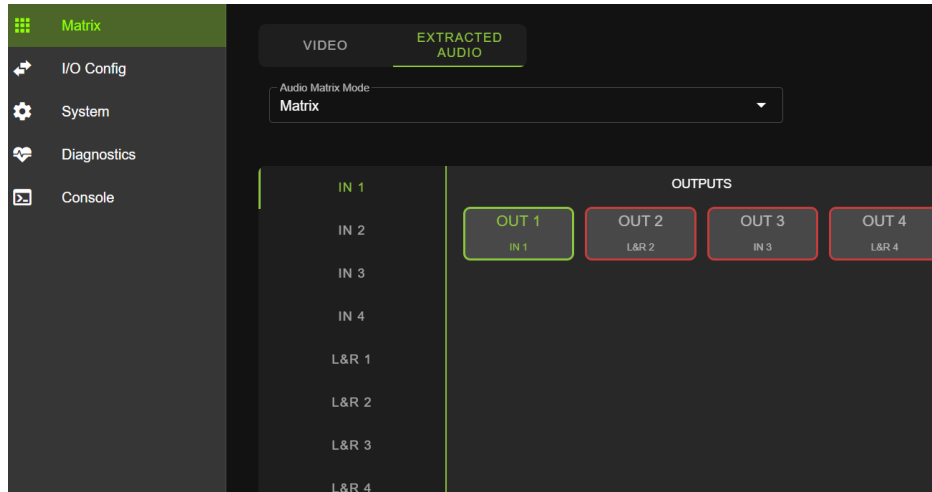 Matrix
I/O Config
System
Diagnostics
Console
VIDEO
EXTRACTED
AUDIO
Audio Matrix Mode
Matrix
IN 1
IN 2
IN 3
IN 4
L&R 1
L&R 2
L&R 3
L&R 4
OUTPUTS
OUT 1
IN 1
OUT 2
L&R 2
OUT 3
IN 3
OUT 4
L&R 4